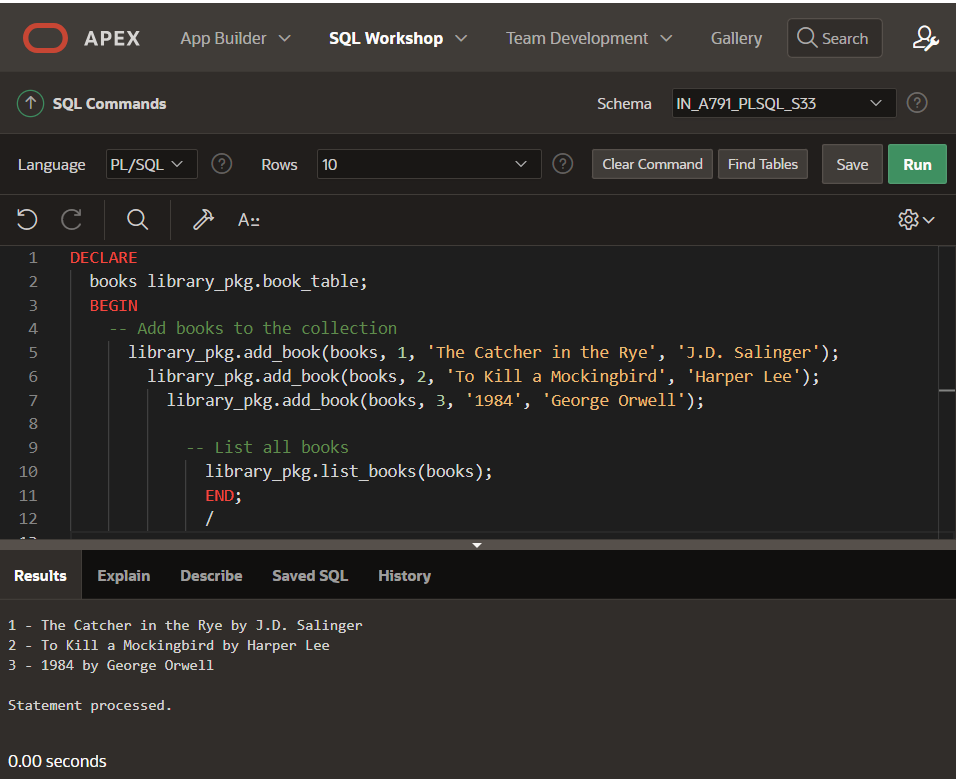 APEX App Builder SQL Workshop Team Development Gallery Search
SQL Commands Schema IN_A791_PLSQL_S33 ?
Language PL/SQL ? Rows 10 ? Clear Command Find Tables Save Run
A::
1 DECLARE
2 books library_pkg.book_table;
3 BEGIN
4 -- Add books to the collection
5 library_pkg.add_book(books, 1, 'The Catcher in the Rye', 'J.D. Salinger');
6 library_pkg.add_book(books, 2, 'To Kill a Mockingbird', 'Harper Lee');
7 library_pkg.add_book(books, 3, '1984', 'George Orwell');
8
9 -- List all books
10 library_pkg.list_books(books);
11 END;
12 /
Results Explain Describe Saved SQL History
1 - The Catcher in the Rye by J.D. Salinger
2 - To Kill a Mockingbird by Harper Lee
3 - 1984 by George Orwell
Statement processed.
0.00 seconds